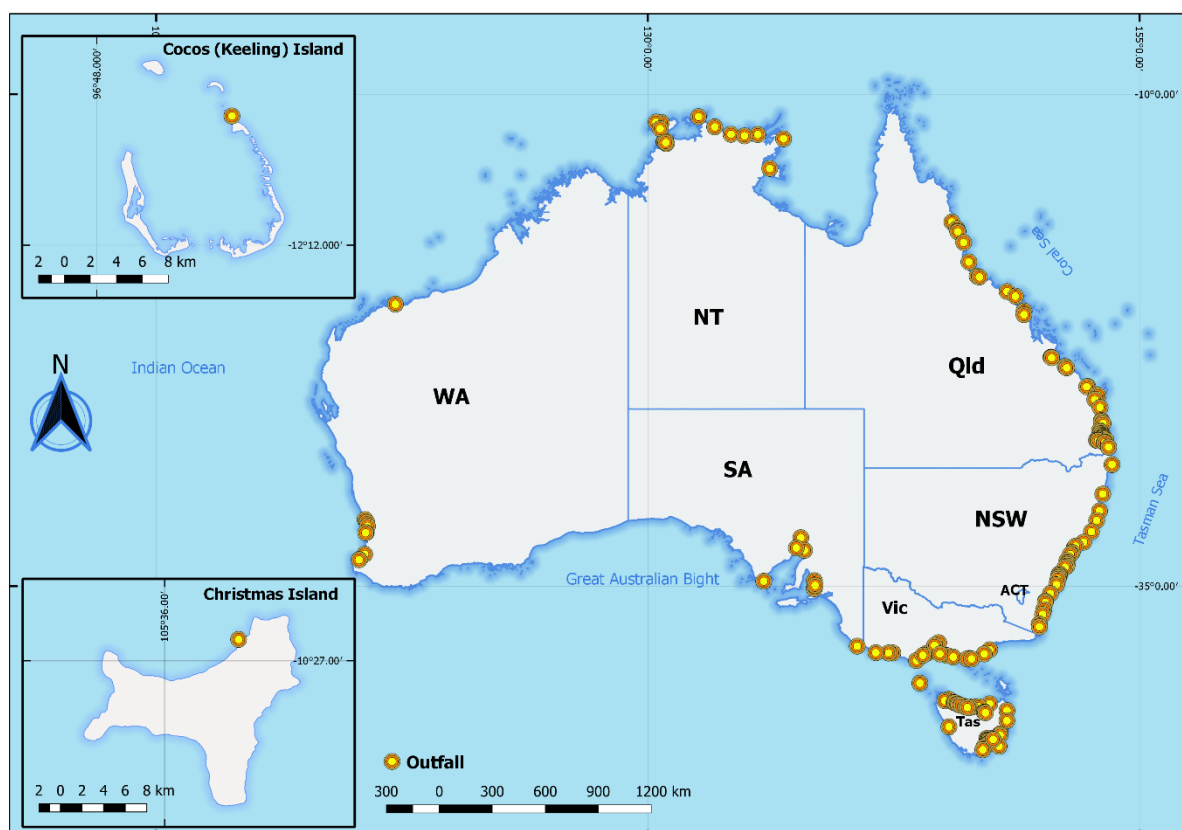 Cocos (Keeling) Island
96°48.000'
-12°12.000'
2 0 2 4 6 8 km
130°0.00'
155°0.00'
-10°0.00'
Coral Sea
NT
Qld
Indian Ocean
N
WA
SA
NSW
Tasman Sea
Great Australian Bight
-35°0.00'
ACT
Vic
Christmas Island
105°36.00'
-10°27.00'
2 0 2 4 6 8 km
Tas
Outfall
300 0 300 600 900 1200 km